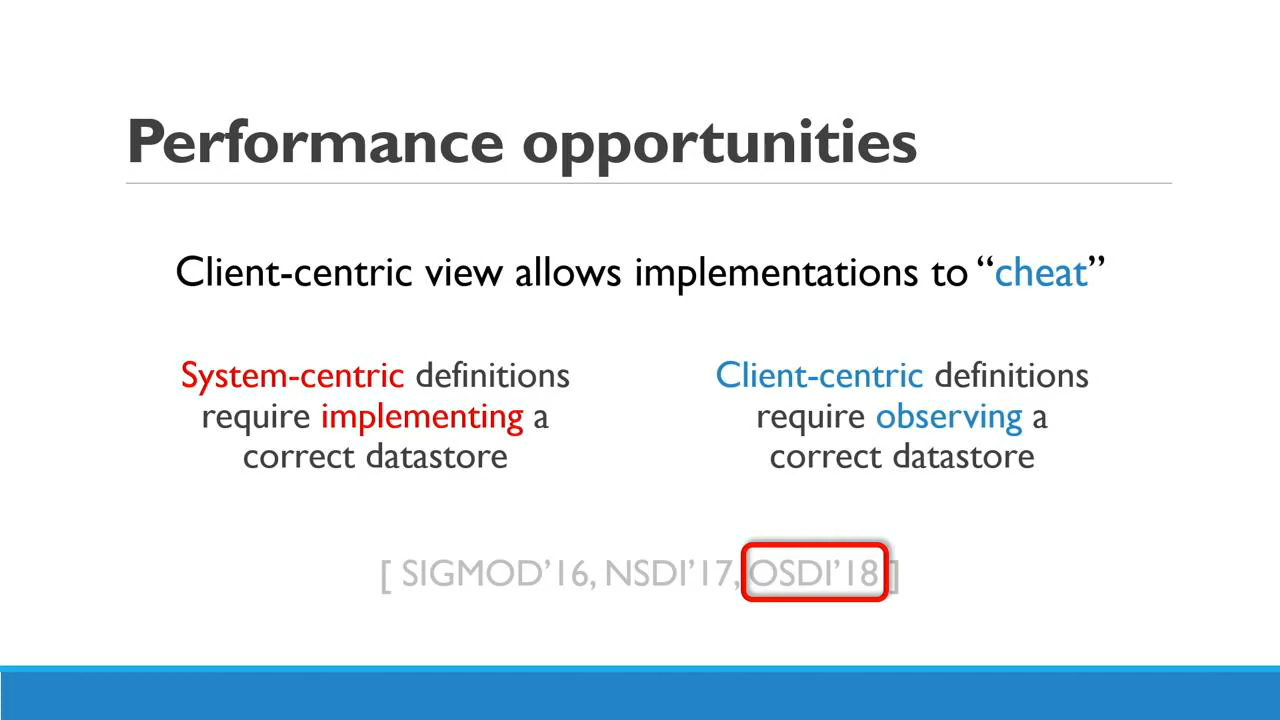 Performance opportunities
Client-centric view allows implementations to “cheat”
System-centric definitions
require implementing a
correct datastore
Client-centric definitions
require observing a
correct datastore
[ SIGMOD’16, NSDI’17, OSDI’18 ]